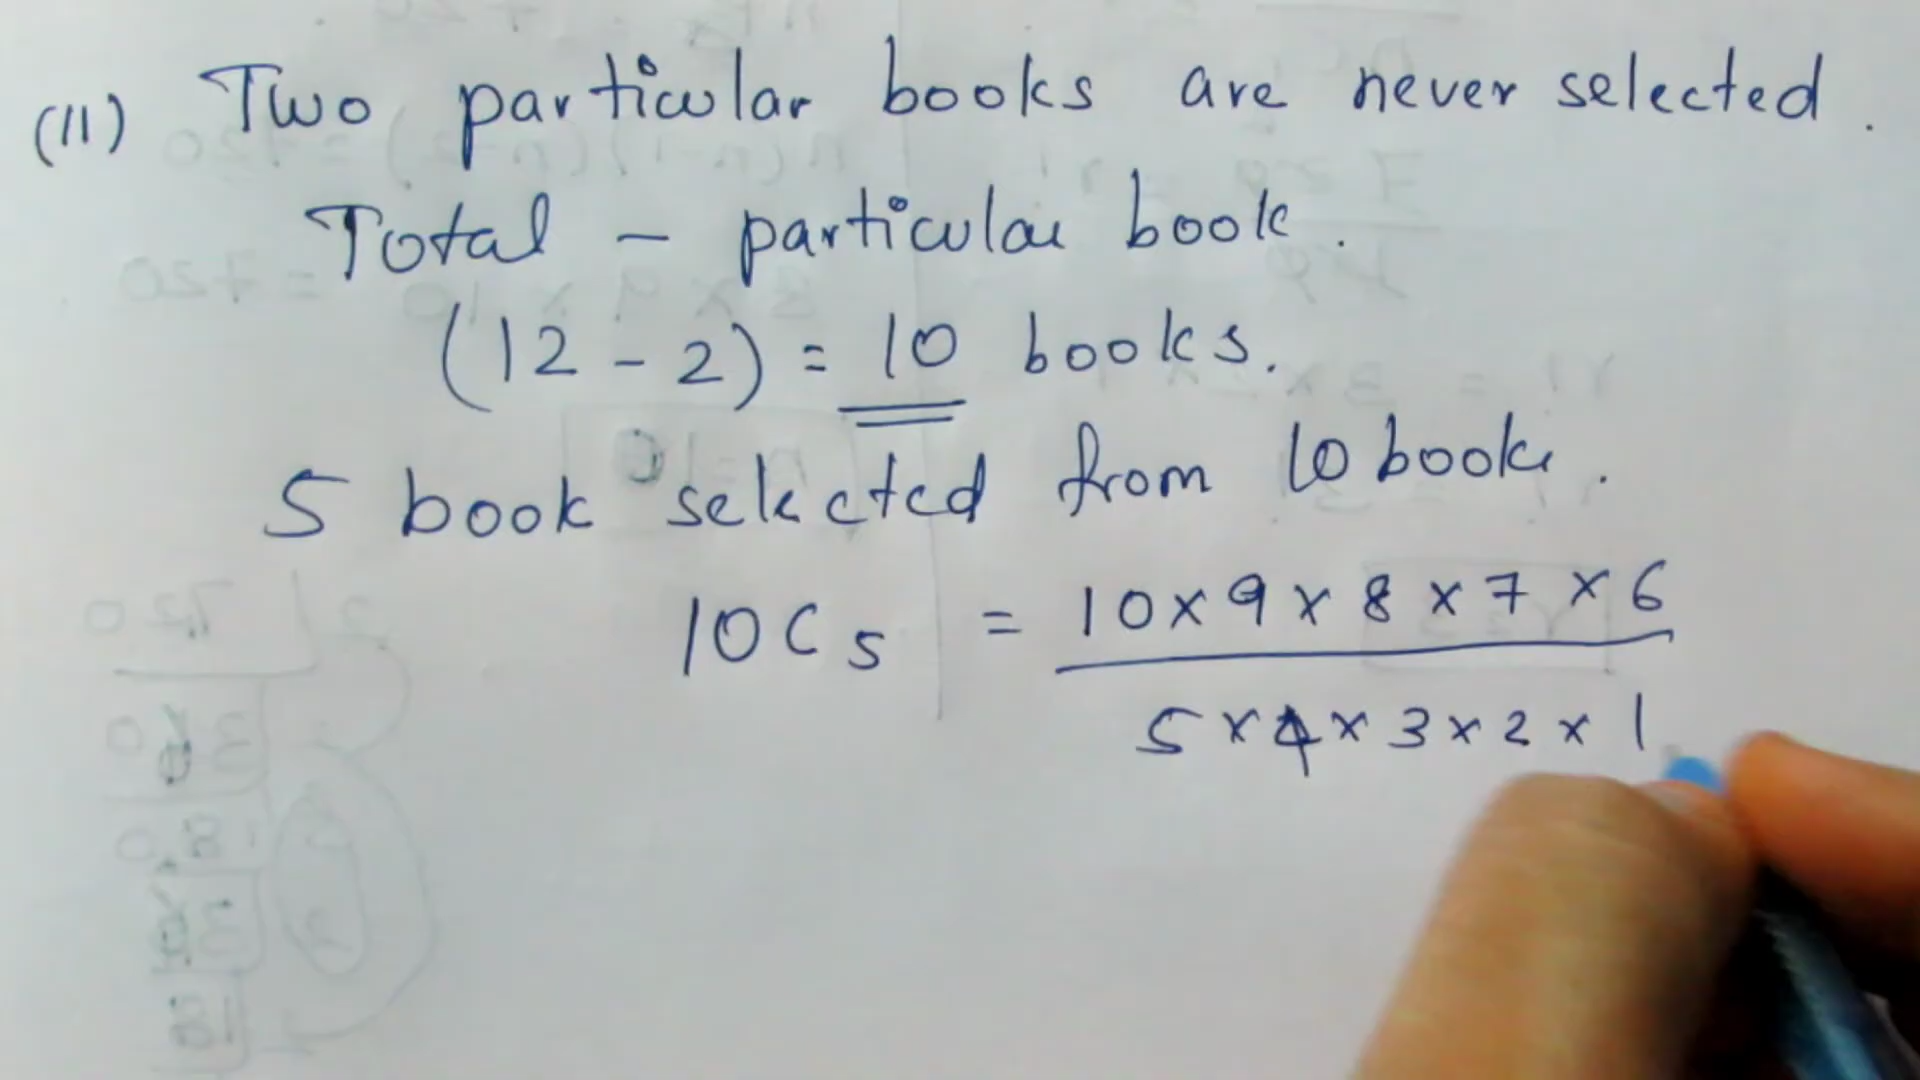 (11) Two particular books are never selected.
Total - particular book.
(12 - 2) = 10 books.
5 book selected from 10 book.
10C5 = 10 × 9 × 8 × 7 × 6
5 × 4 × 3 × 2 × 1